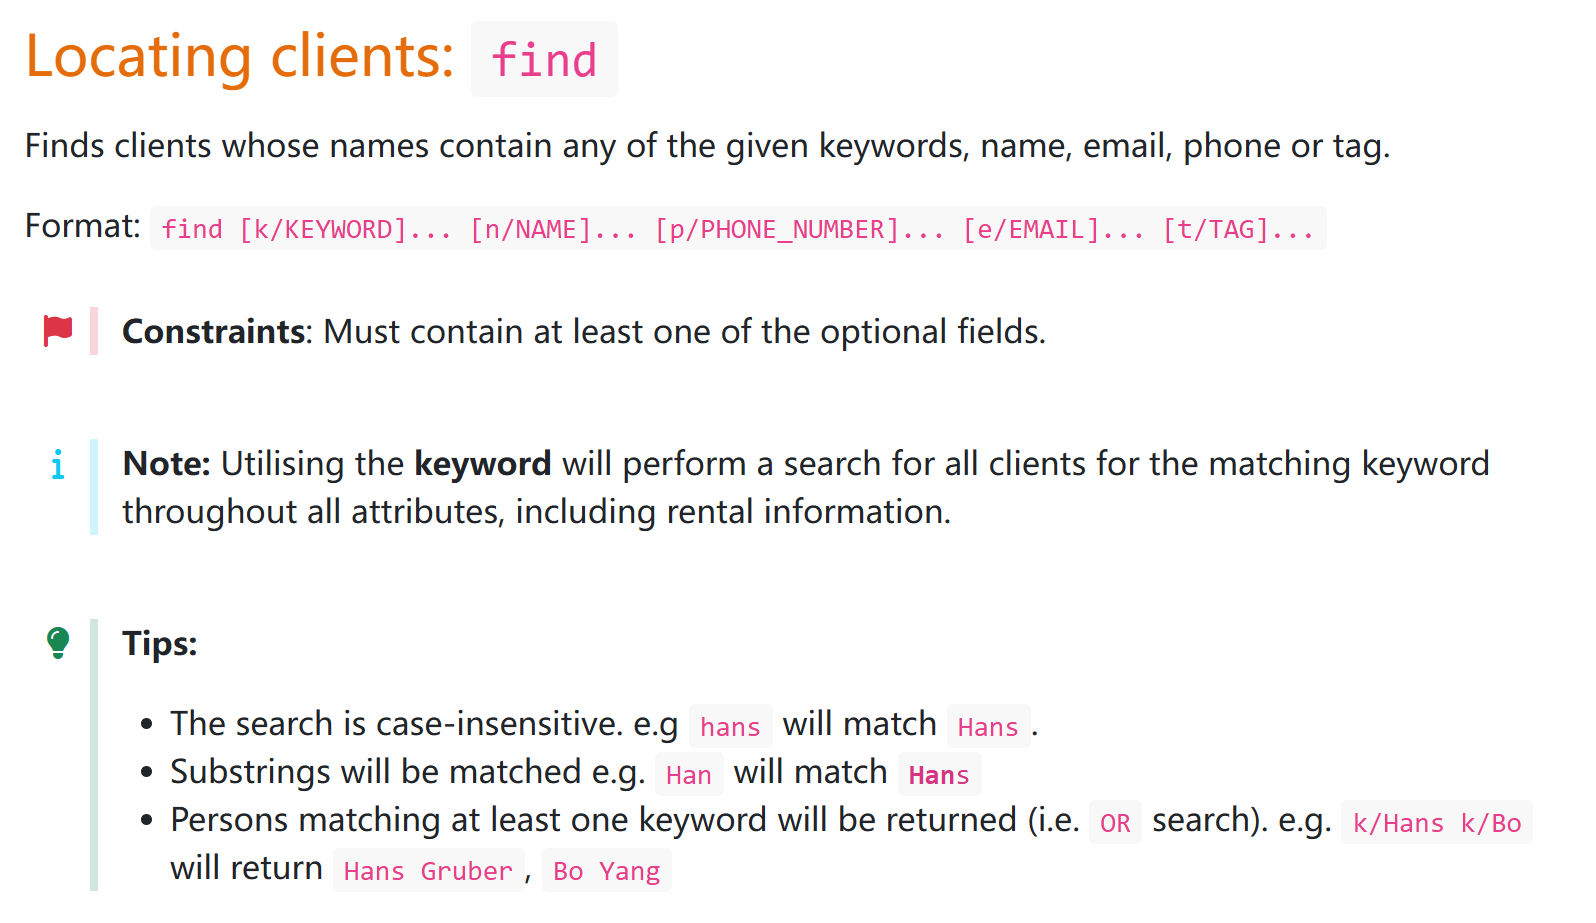 Locating clients: find
Finds clients whose names contain any of the given keywords, name, email, phone or tag.
Format: find [k/KEYWORD]... [n/NAME]... [p/PHONE_NUMBER]... [e/EMAIL]... [t/TAG]...
Constraints: Must contain at least one of the optional fields.
Note: Utilising the keyword will perform a search for all clients for the matching keyword
throughout all attributes, including rental information.
Tips:
• The search is case-insensitive. e.g hans will match Hans.
• Substrings will be matched e.g. Han will match Hans
• Persons matching at least one keyword will be returned (i.e. OR search). e.g. k/Hans k/Bo
will return Hans Gruber, Bo Yang